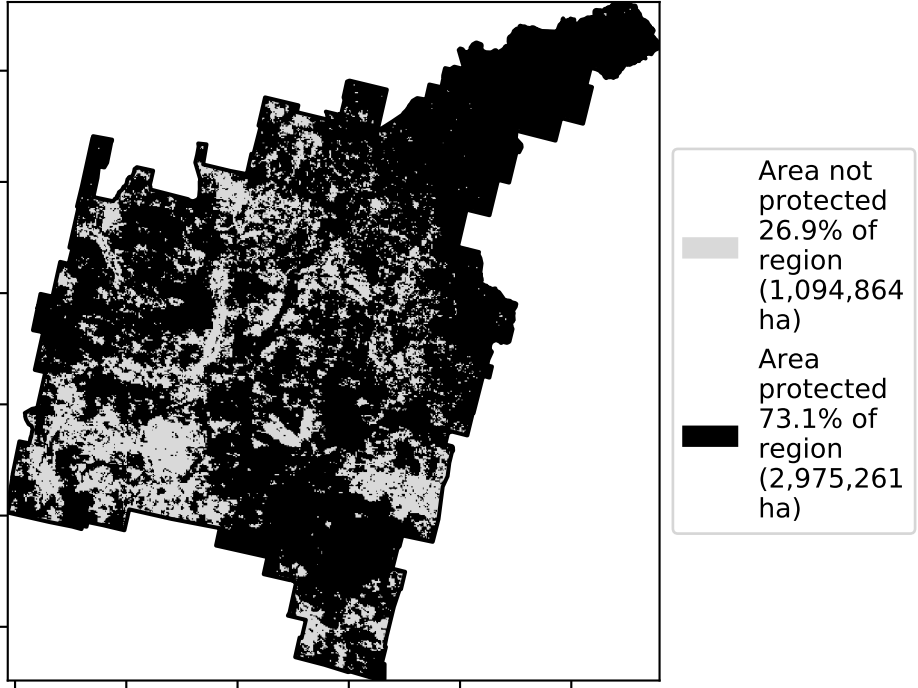 Area not
protected
26.9% of
region
(1,094,864
ha)
Area
protected
73.1% of
region
(2,975,261
ha)